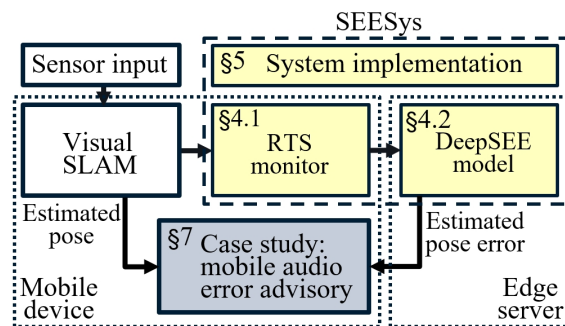 SEESys
Sensor input
§5 System implementation
Visual
SLAM
§4.1
RTS
monitor
§4.2
DeepSEE
model
Estimated
pose
Estimated
pose error
§7 Case study:
mobile audio
error advisory
Mobile
device
Edge
server